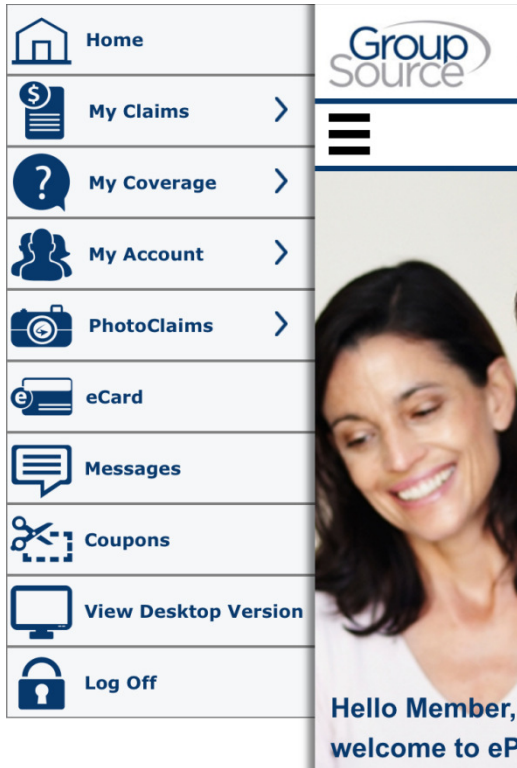 Home
My Claims
My Coverage
My Account
PhotoClaims
eCard
Messages
Coupons
View Desktop Version
Log Off
Group
Source
Hello Member,
welcome to eP